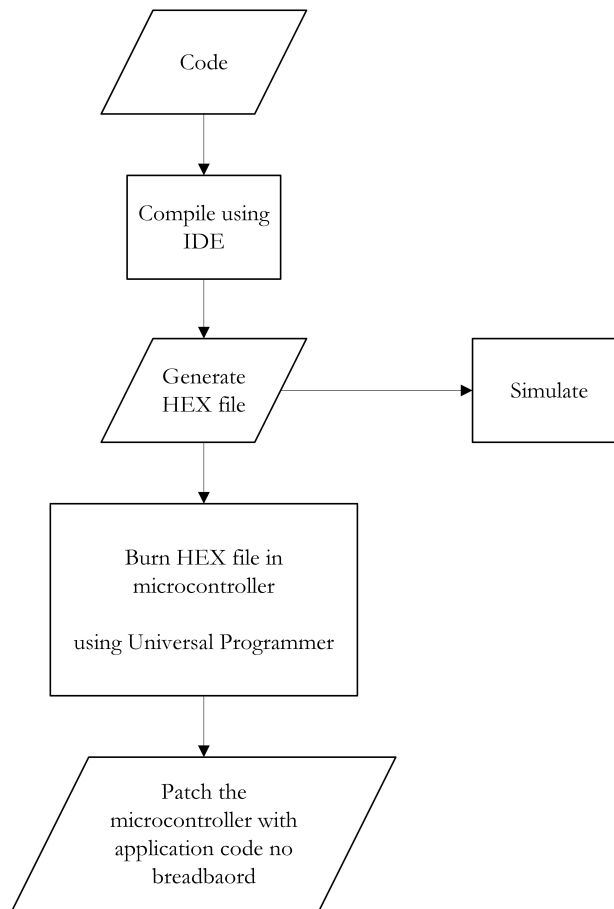 Code
Compile using
IDE
Generate
HEX file
Simulate
Burn HEX file in
microcontroller
using Universal Programmer
Patch the
microcontroller with
application code no
breadbaord